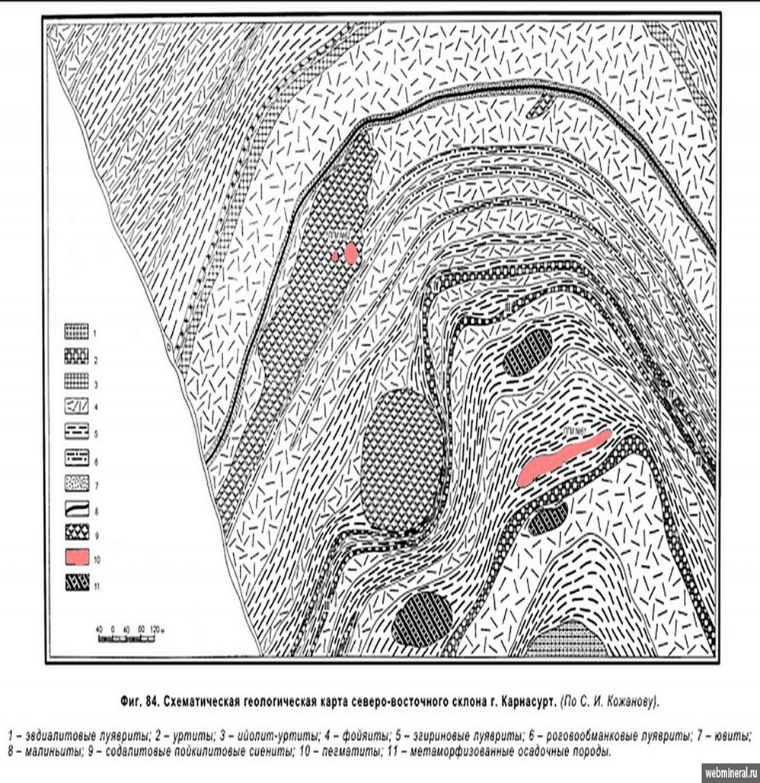 1
2
3
4
5
6
7
8
9
10
11
40 0 40 80 120 м
Фиг. 84. Схематическая геологическая карта северо-восточного склона г. Карнасурт. (По С. И. Кожанову).
1 – эвдиалитовые луявриты; 2 – уртиты; 3 – ийолит-уртиты; 4 – фойяиты; 5 – эгириновые луявриты; 6 – роговообманковые луявриты; 7 – ювиты;
8 – малиньиты; 9 – содалитовые пойкилитовые сиениты; 10 – пегматиты; 11 – метаморфизованные осадочные породы.
webmineral.ru